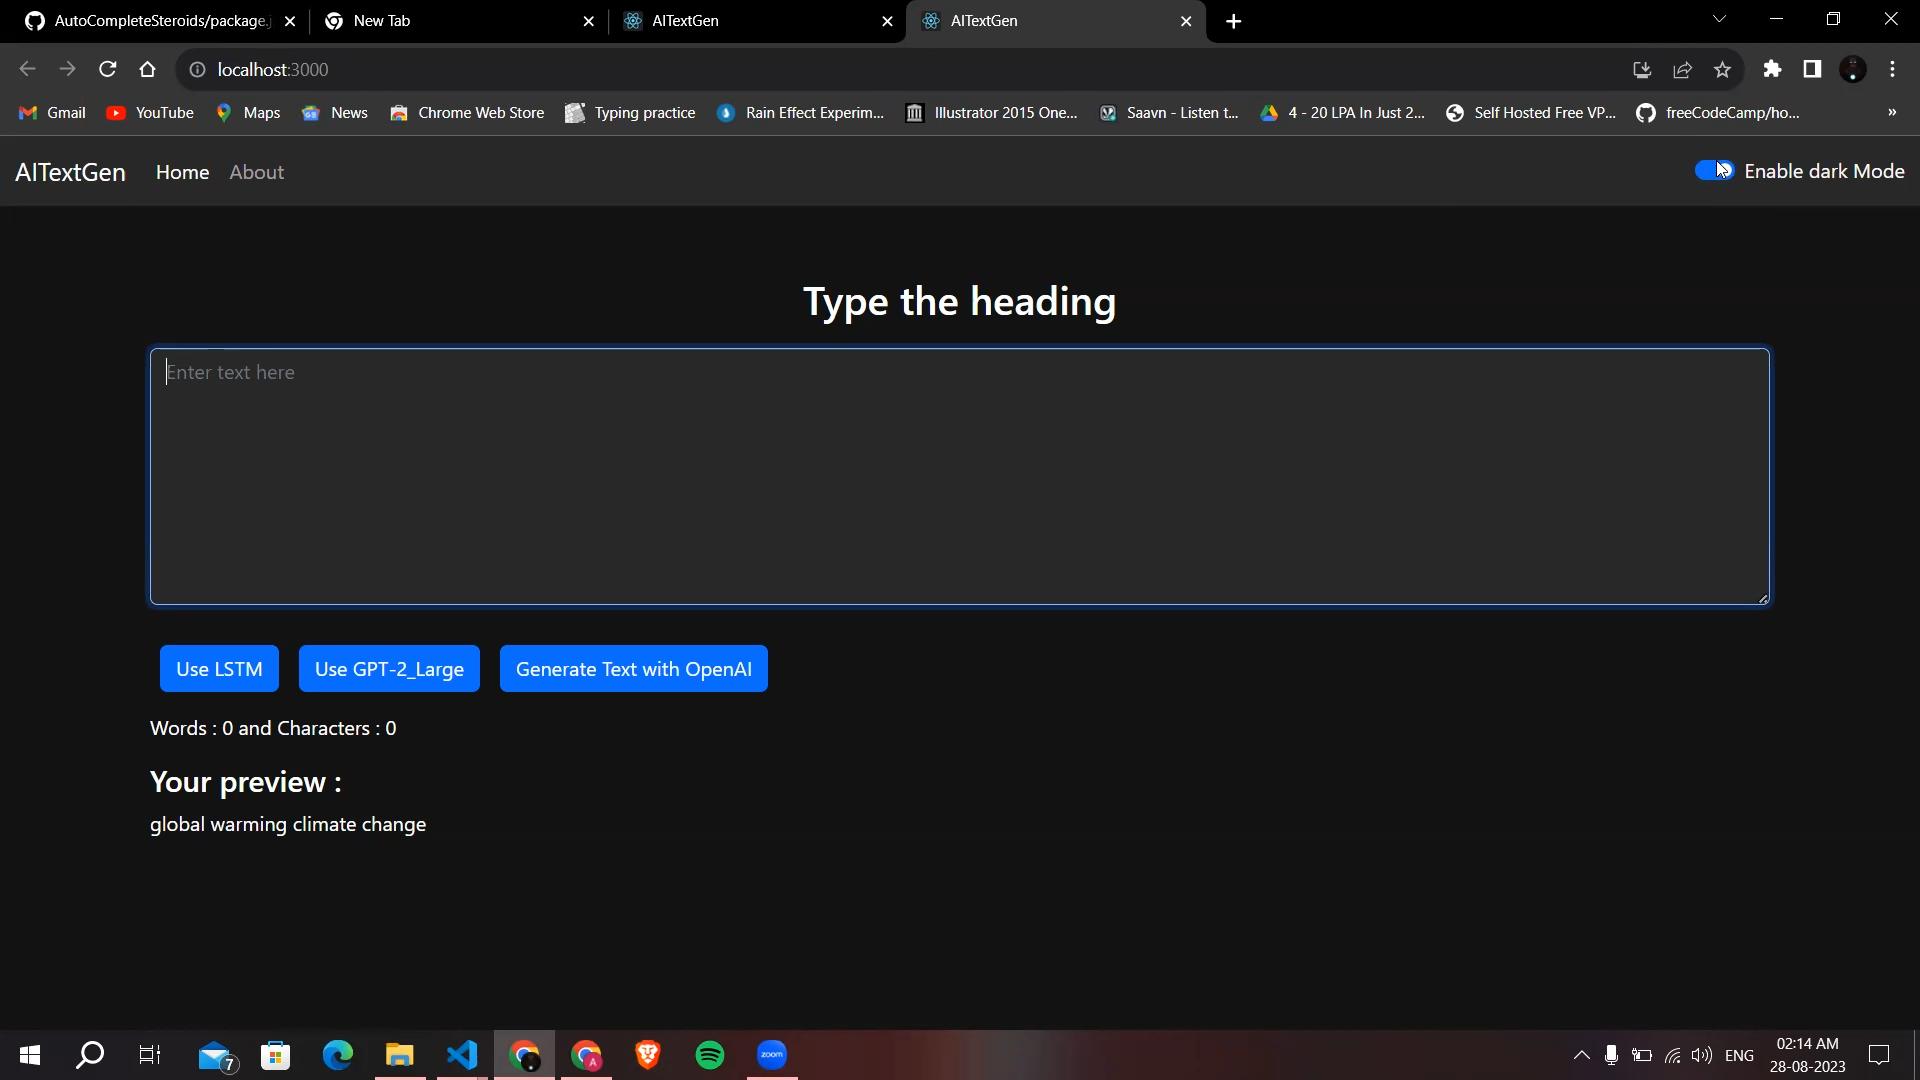 AutoCompleteSteroids/package.j
New Tab
AITextGen
AITextGen
localhost:3000
Gmail
YouTube
Maps
News
Chrome Web Store
Typing practice
Rain Effect Experim...
Illustrator 2015 One...
Saavn - Listen t...
4 - 20 LPA In Just 2...
Self Hosted Free VP...
freeCodeCamp/ho...
»
AITextGen
Home
About
Enable dark Mode
Type the heading
Enter text here
Use LSTM
Use GPT-2_Large
Generate Text with OpenAI
Words : 0 and Characters : 0
Your preview :
global warming climate change
7
A
zoom
ENG
02:14 AM
28-08-2023